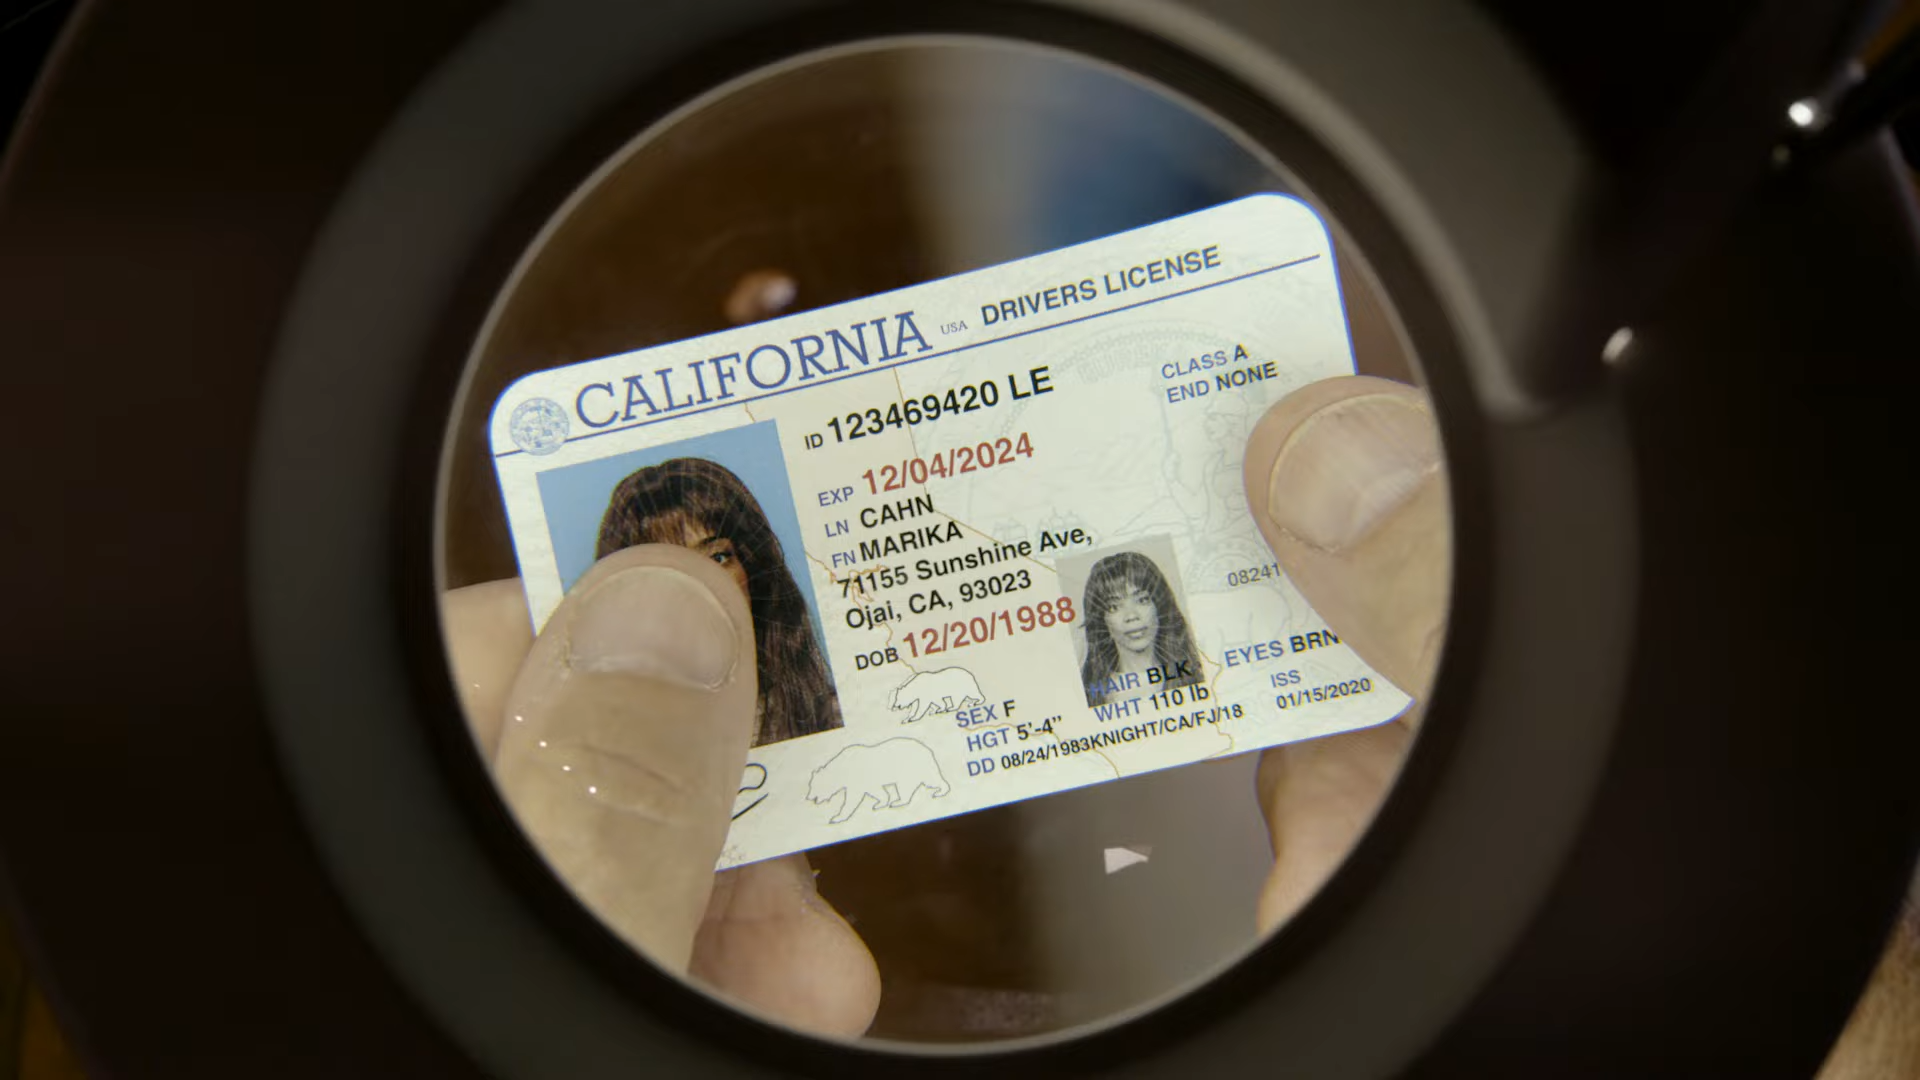 CALIFORNIA USA DRIVERS LICENSE
CLASS A
END NONE
ID 123469420 LE
EXP 12/04/2024
LN CAHN
FN MARIKA
71155 Sunshine Ave,
Ojai, CA, 93023
DOB 12/20/1988
08241
SEX F
HAIR BLK
EYES BRN
HGT 5'-4"
WHT 110 lb
ISS
01/15/2020
DD 08/24/1983KNIGHT/CA/FJ/18